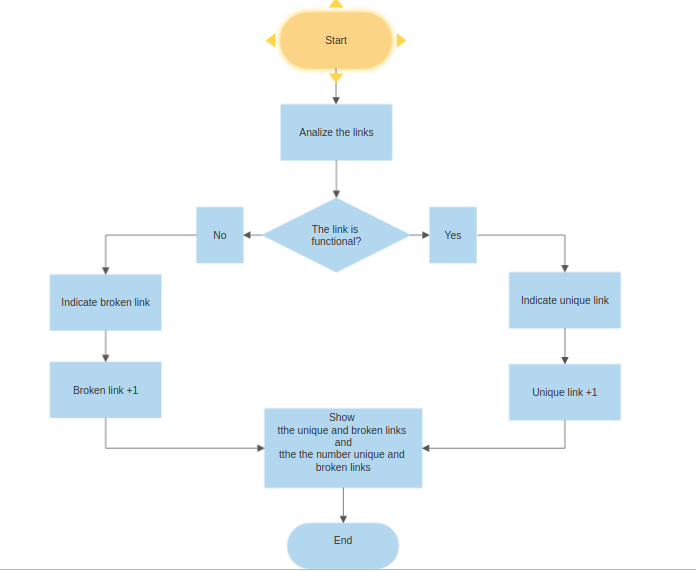 Start
Analize the links
The link is
functional?
No
Yes
Indicate broken link
Indicate unique link
Broken link +1
Unique link +1
Show
tthe unique and broken links
and
tthe the number unique and
broken links
End